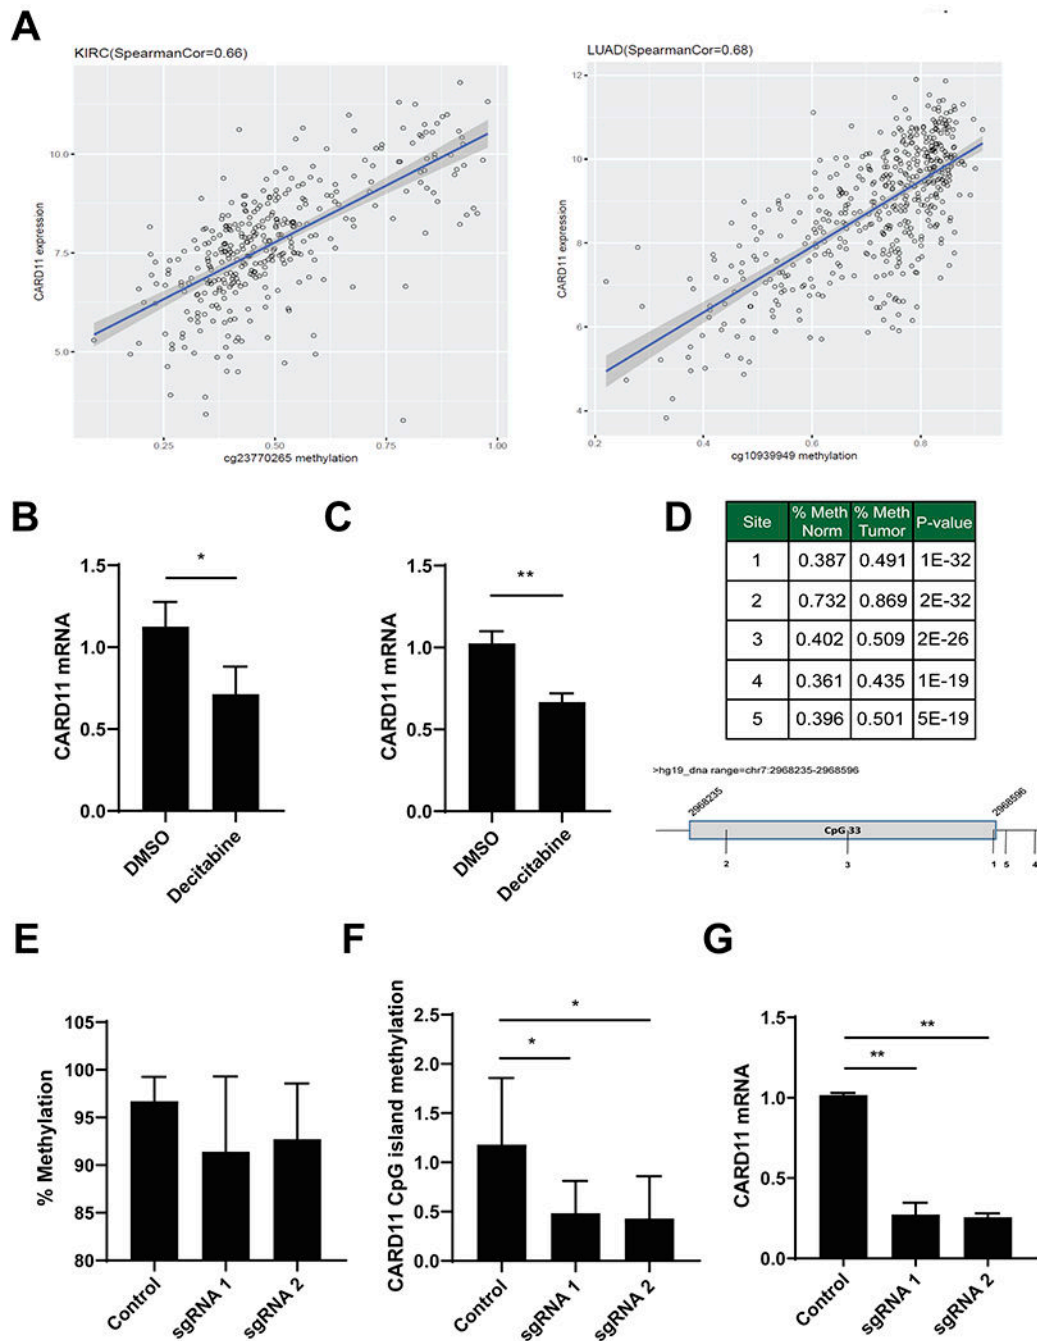 A
KIRC(SpearmanCor=0.66)
CARD11 expression
10.0
7.5
5.0
0.25 0.50 0.75 1.00
cg23770265 methylation
LUAD(SpearmanCor=0.68)
CARD11 expression
12
10
8
6
4
0.2 0.4 0.6 0.8
cg10939949 methylation
B
CARD11 mRNA
1.5
1.0
0.5
0.0
*
DMSO
Decitabine
C
CARD11 mRNA
1.5
1.0
0.5
0.0
**
DMSO
Decitabine
D
Site % Meth Norm % Meth Tumor P-value
1 0.387 0.491 1E-32
2 0.732 0.869 2E-32
3 0.402 0.509 2E-26
4 0.361 0.435 1E-19
5 0.396 0.501 5E-19
>hg19_dna range=chr7:2968235-2968596
2968235 2968596
CpG 33
2 3 1 5 4
E
% Methylation
105
100
95
90
85
80
Control
sgRNA 1
sgRNA 2
F
CARD11 CpG island methylation
2.5
2.0
1.5
1.0
0.5
0.0
*
*
Control
sgRNA 1
sgRNA 2
G
CARD11 mRNA
1.5
1.0
0.5
0.0
**
**
Control
sgRNA 1
sgRNA 2